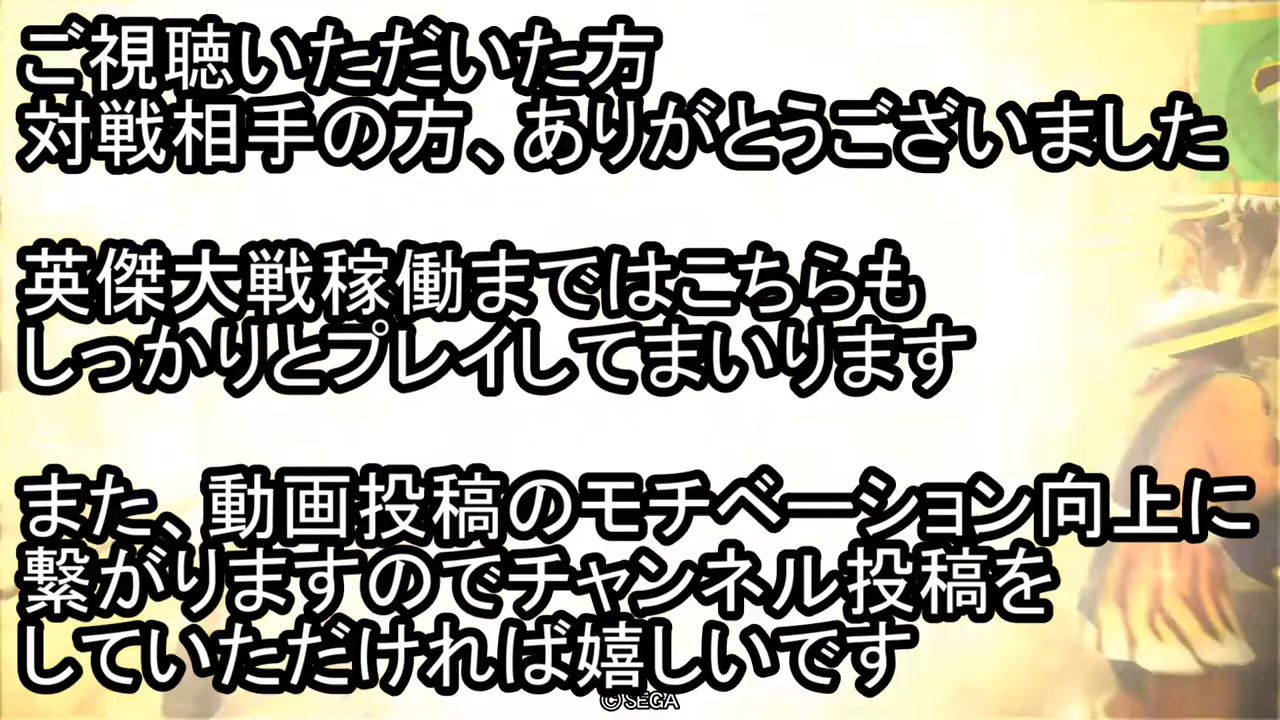 ご視聴いただいた方
対戦相手の方、ありがとうございました
英傑大戦稼働まではこちらも
しっかりとプレイしてまいります
また、動画投稿のモチベーション向上に
繋がりますのでチャンネル投稿を
していただければ嬉しいです
© SEGA